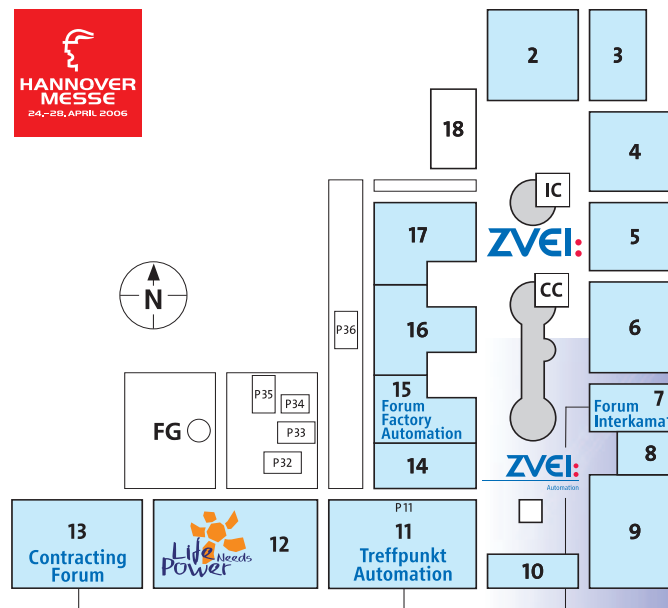 HANNOVER
MESSE
24.–28. APRIL 2006
2
3
18
4
IC
17
ZVEI:
5
N
CC
P36
16
6
P35
P34
15
Forum
Factory
Automation
7
Forum
Interkama
FG
P33
P32
14
ZVEI:
Automation
8
P11
13
Contracting
Forum
Life
Needs
Power
12
11
Treffpunkt
Automation
10
9